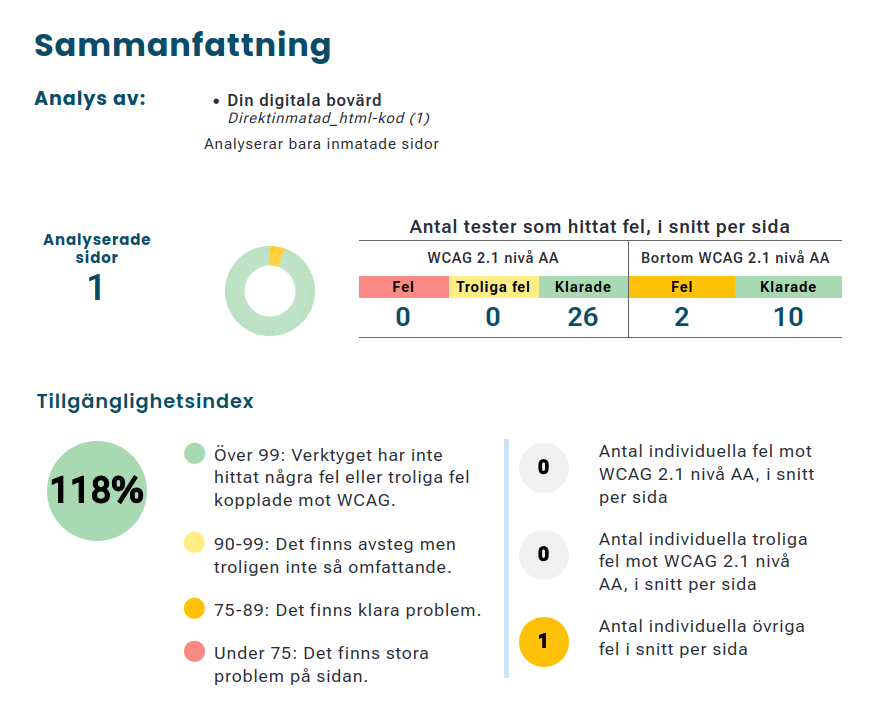 Sammanfattning
Analys av:
• Din digitala bovärd
Direktinmatad_html-kod (1)
Analyserar bara inmatade sidor
Analyserade
sidor
1
Antal tester som hittat fel, i snitt per sida
WCAG 2.1 nivå AA
Bortom WCAG 2.1 nivå AA
Fel Troliga fel Klarade Fel Klarade
0 0 26 2 10
Tillgänglighetsindex
118%
Över 99: Verktyget har inte
hittat några fel eller troliga fel
kopplade mot WCAG.
90-99: Det finns avsteg men
troligen inte så omfattande.
75-89: Det finns klara problem.
Under 75: Det finns stora
problem på sidan.
0
Antal individuella fel mot
WCAG 2.1 nivå AA, i snitt
per sida
0
Antal individuella troliga
fel mot WCAG 2.1 nivå
AA, i snitt per sida
1
Antal individuella övriga
fel i snitt per sida